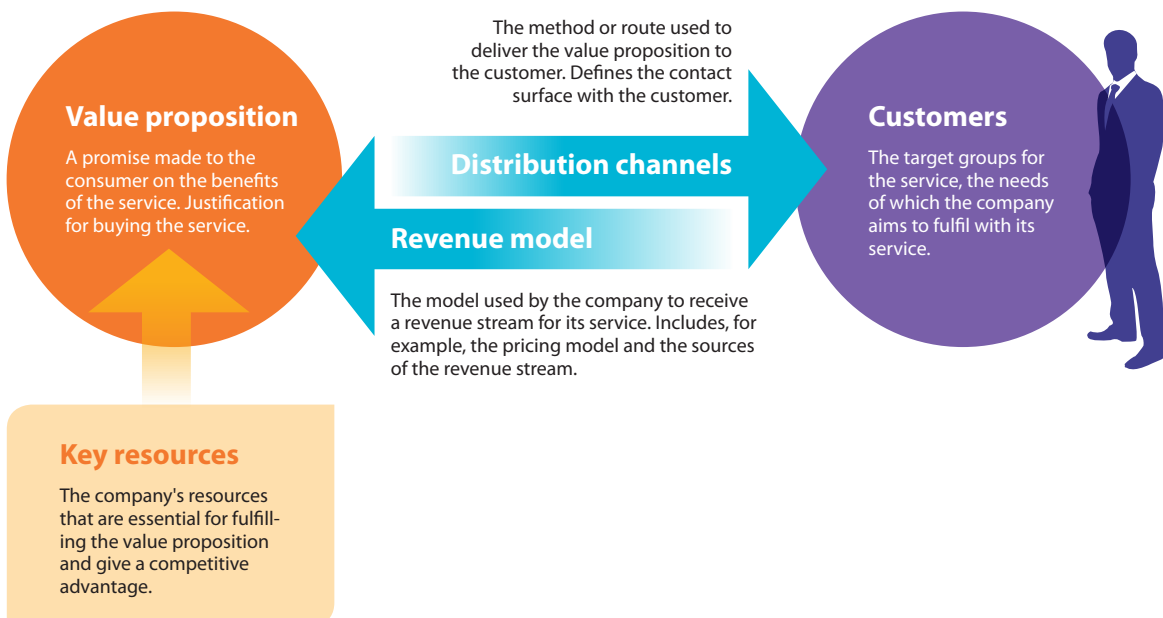 Value proposition
A promise made to the
consumer on the benefits
of the service. Justification
for buying the service.
The method or route used to
deliver the value proposition to
the customer. Defines the contact
surface with the customer.
Distribution channels
Revenue model
The model used by the company to receive
a revenue stream for its service. Includes, for
example, the pricing model and the sources
of the revenue stream.
Customers
The target groups for
the service, the needs
of which the company
aims to fulfil with its
service.
Key resources
The company's resources
that are essential for fulfill-
ing the value proposition
and give a competitive
advantage.